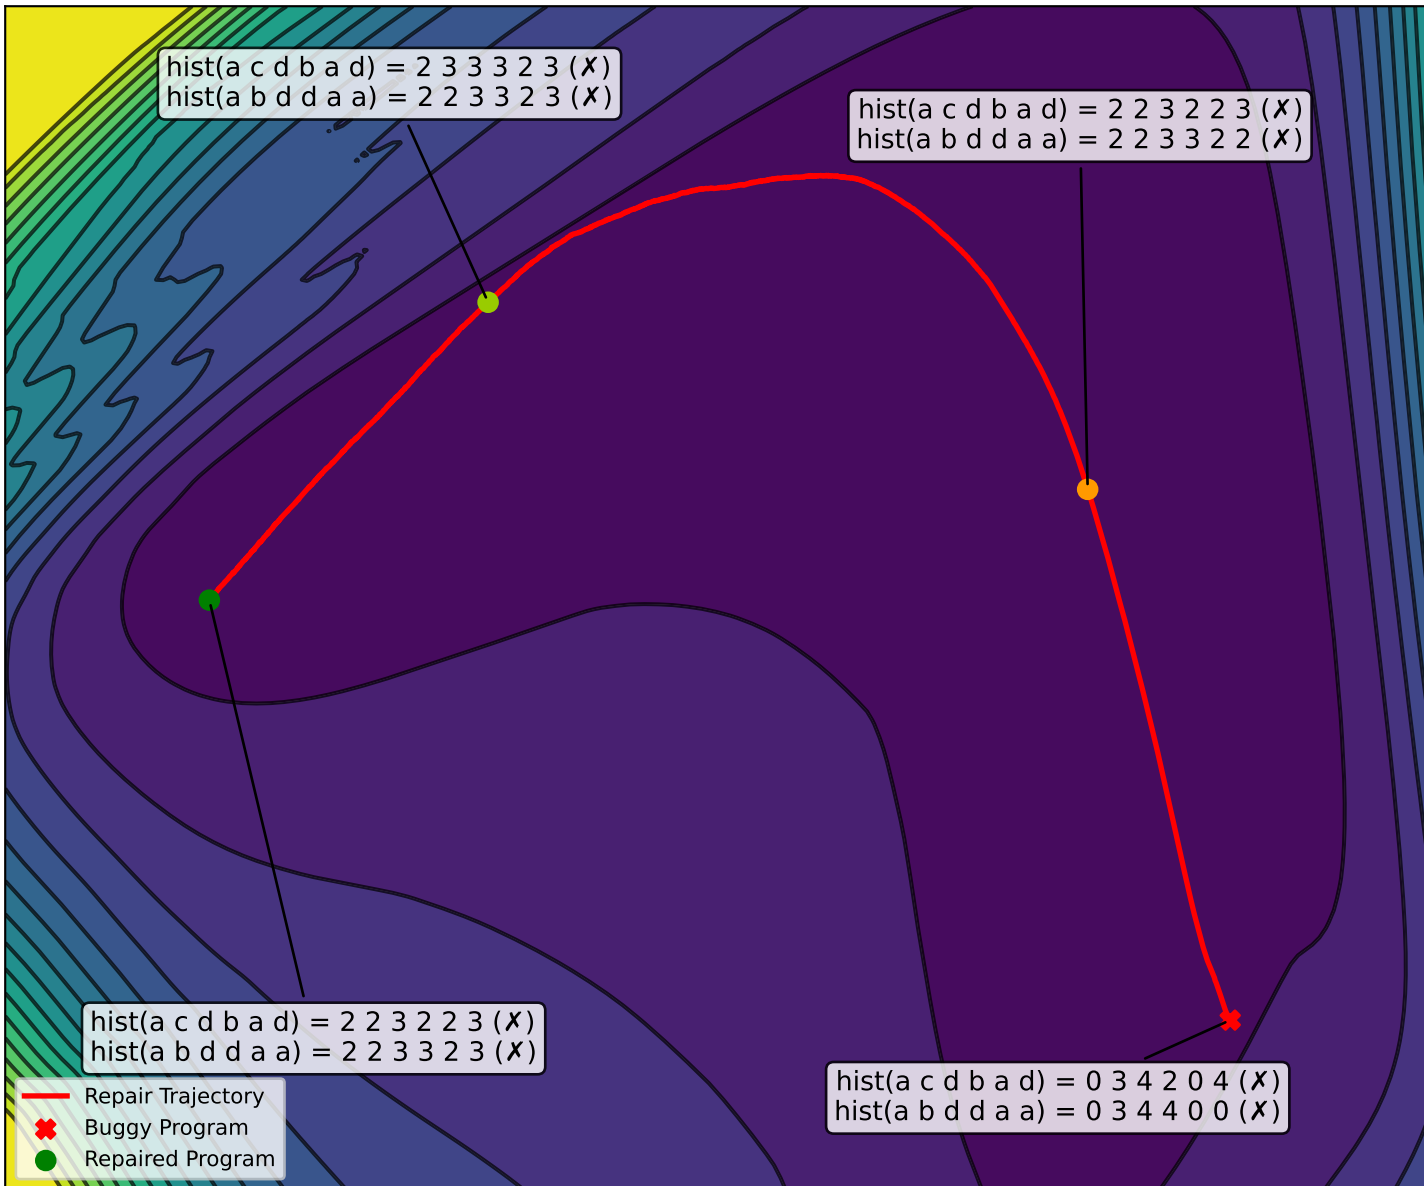 hist(a c d b a d) = 2 3 3 3 2 3 (✗)
hist(a b d d a a) = 2 2 3 3 2 3 (✗)
hist(a c d b a d) = 2 2 3 2 2 3 (✗)
hist(a b d d a a) = 2 2 3 3 2 2 (✗)
hist(a c d b a d) = 2 2 3 2 2 3 (✗)
hist(a b d d a a) = 2 2 3 3 2 3 (✗)
hist(a c d b a d) = 0 3 4 2 0 4 (✗)
hist(a b d d a a) = 0 3 4 4 0 0 (✗)
Repair Trajectory
Buggy Program
Repaired Program